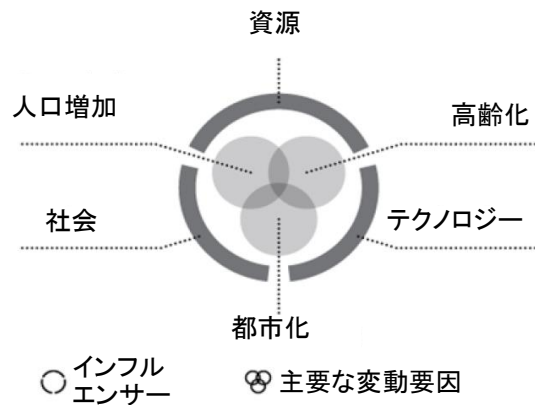 資源
人口増加
高齢化
社会
テクノロジー
都市化
インフル
エンサー
主要な変動要因